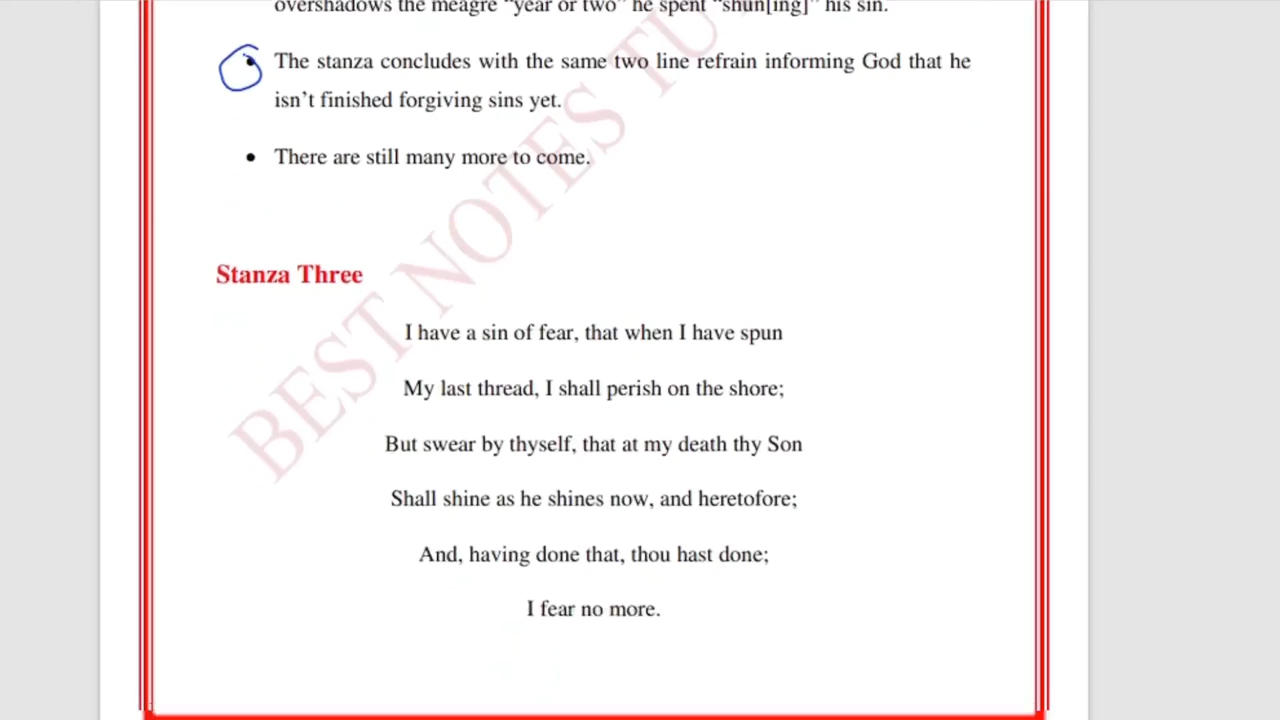 overshadows the meagre "year or two" he spent "shun[ing]" his sin.
• The stanza concludes with the same two line refrain informing God that he
isn't finished forgiving sins yet.
• There are still many more to come.
Stanza Three
I have a sin of fear, that when I have spun
My last thread, I shall perish on the shore;
But swear by thyself, that at my death thy Son
Shall shine as he shines now, and heretofore;
And, having done that, thou hast done;
I fear no more.
BEST NOTES TU